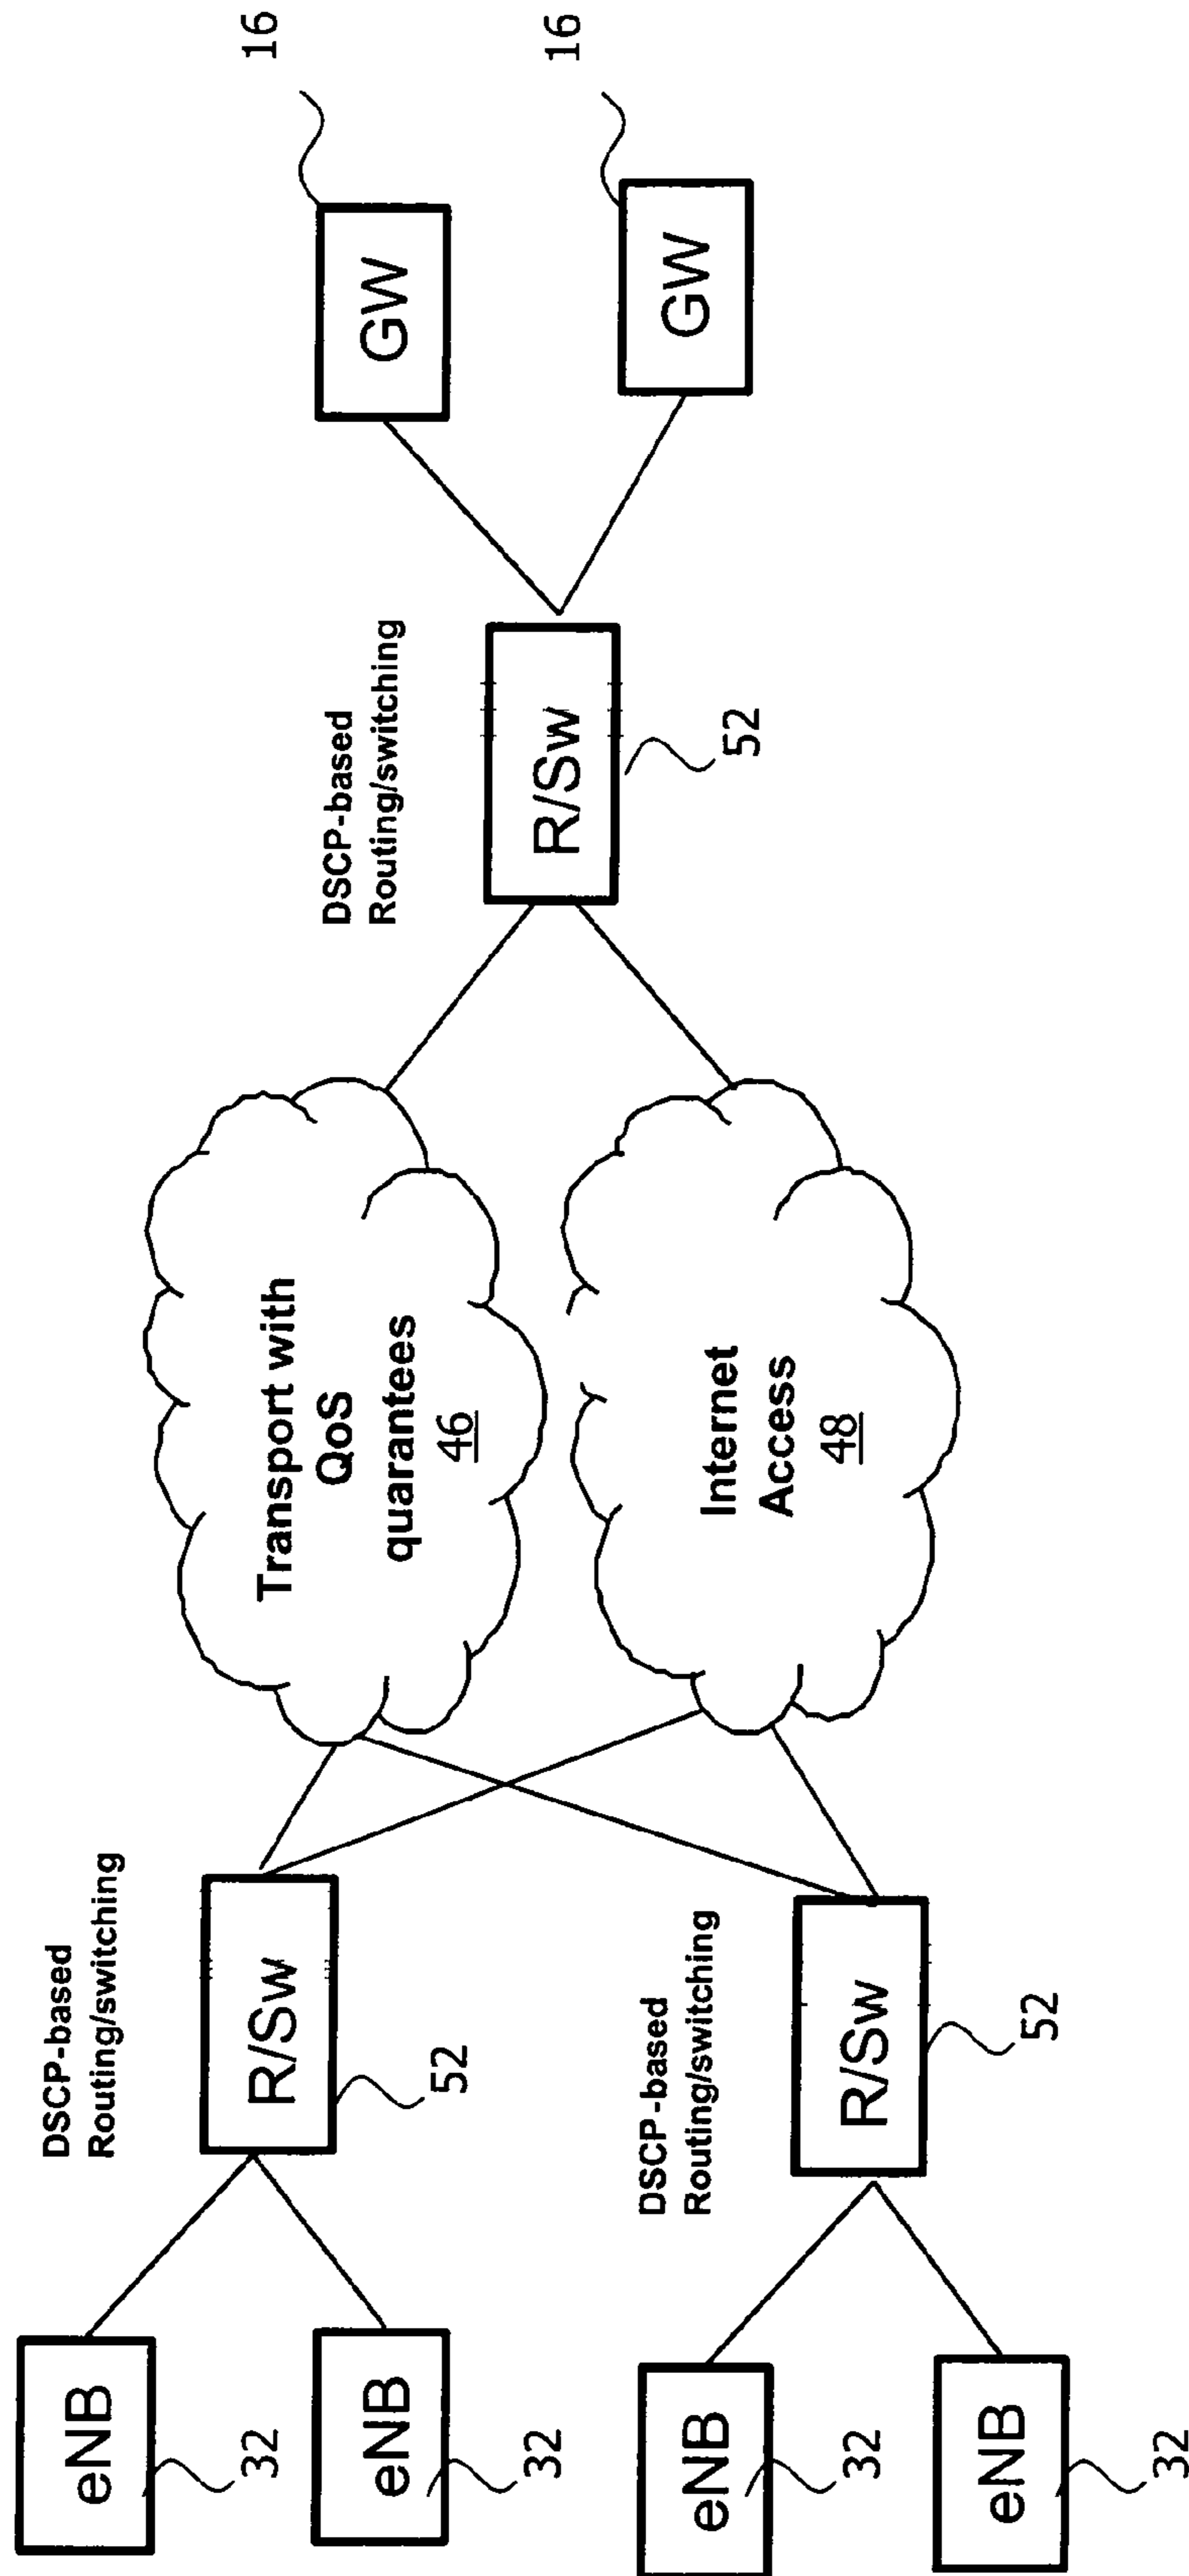 eNB
32
eNB
32
eNB
32
eNB
32
DSCP-based
Routing/switching
R/Sw
52
DSCP-based
Routing/switching
R/Sw
52
Transport with
QoS
quarantees
46
Internet
Access
48
DSCP-based
Routing/switching
R/Sw
52
GW
16
GW
16